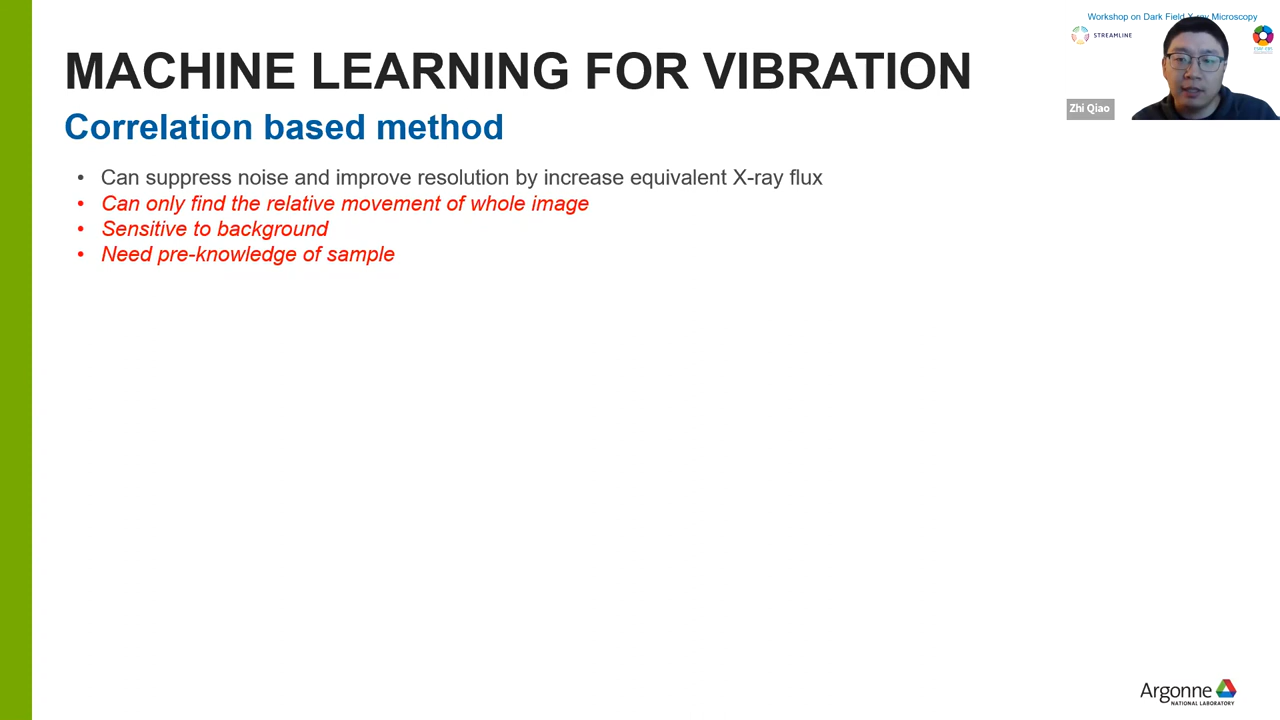 Workshop on Dark Field X-ray Microscopy
STREAMLINE
MACHINE LEARNING FOR VIBRATION
Zhi Qiao
Correlation based method
• Can suppress noise and improve resolution by increase equivalent X-ray flux
• Can only find the relative movement of whole image
• Sensitive to background
• Need pre-knowledge of sample
Argonne
NATIONAL LABORATORY